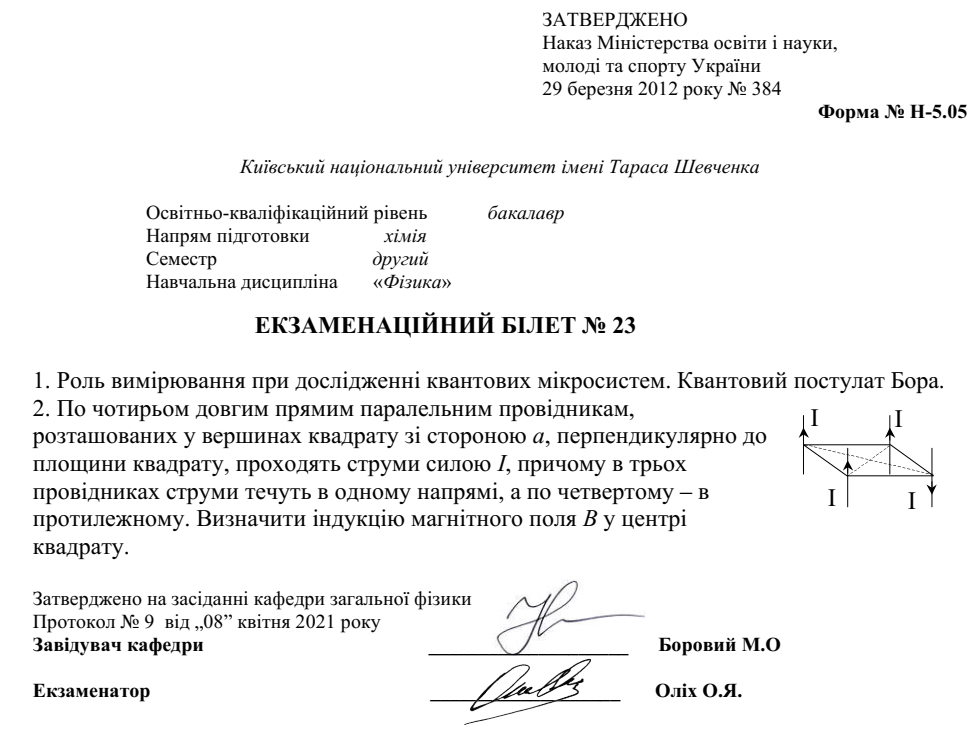 ЗАТВЕРДЖЕНО
Наказ Міністерства освіти і науки,
молоді та спорту України
29 березня 2012 року № 384
Форма № Н-5.05
Київський національний університет імені Тараса Шевченка
Освітньо-кваліфікаційний рівень бакалавр
Напрям підготовки хімія
Семестр другий
Навчальна дисципліна «Фізика»
ЕКЗАМЕНАЦІЙНИЙ БІЛЕТ № 23
1. Роль вимірювання при дослідженні квантових мікросистем. Квантовий постулат Бора.
2. По чотирьом довгим прямим паралельним провідникам,
розташованих у вершинах квадрату зі стороною a, перпендикулярно до
площини квадрату, проходять струми силою I, причому в трьох
провідниках струми течуть в одному напрямі, а по четвертому – в
протилежному. Визначити індукцію магнітного поля B у центрі
квадрату.
I I
I I
Затверджено на засіданні кафедри загальної фізики
Протокол № 9 від „08” квітня 2021 року
Завідувач кафедри Боровий М.О
Екзаменатор Оліх О.Я.